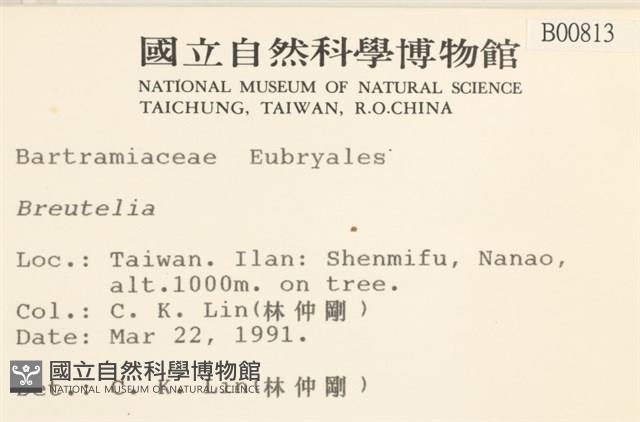 B00813
國立自然科學博物館
NATIONAL MUSEUM OF NATURAL SCIENCE
TAICHUNG, TAIWAN, R.O.CHINA
Bartramiaceae Eubryales
Breutelia
Loc.: Taiwan. Ilan: Shenmifu, Nanao,
alt.1000m. on tree.
Col.: C. K. Lin(林仲剛)
Date: Mar 22, 1991.
國立自然科學博物館
NATIONAL MUSEUM OF NATURAL SCIENCE
Det.: C. K. Lin(林仲剛)